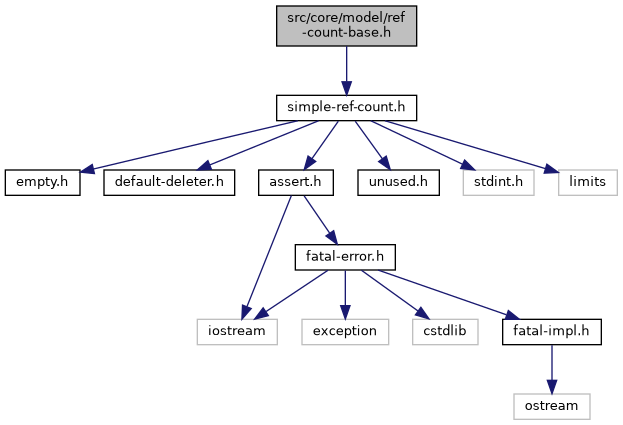 src/core/model/ref
-count-base.h
simple-ref-count.h
empty.h
default-deleter.h
assert.h
unused.h
stdint.h
limits
fatal-error.h
iostream
exception
cstdlib
fatal-impl.h
ostream